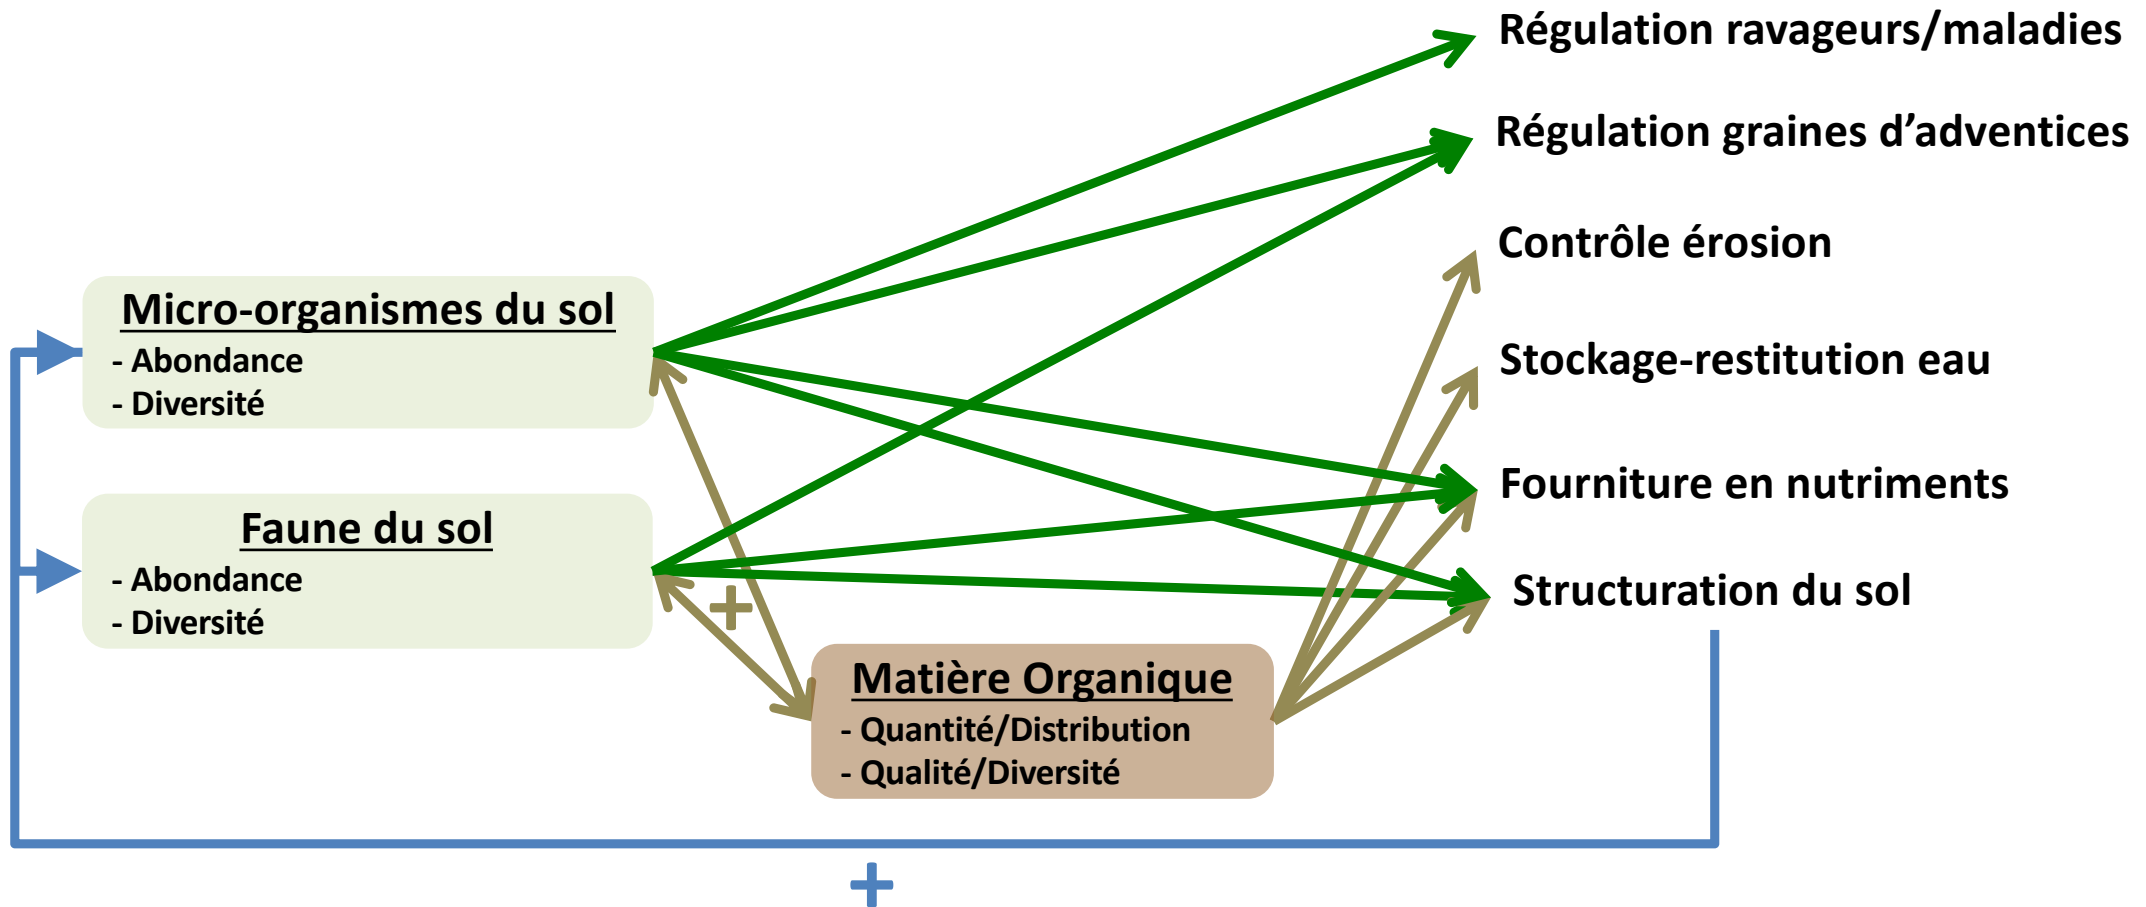 Régulation ravageurs/maladies
Régulation graines d’adventices
Contrôle érosion
Micro-organismes du sol
- Abondance
- Diversité
Stockage-restitution eau
Fourniture en nutriments
Faune du sol
- Abondance
- Diversité
+
Structuration du sol
Matière Organique
- Quantité/Distribution
- Qualité/Diversité
+